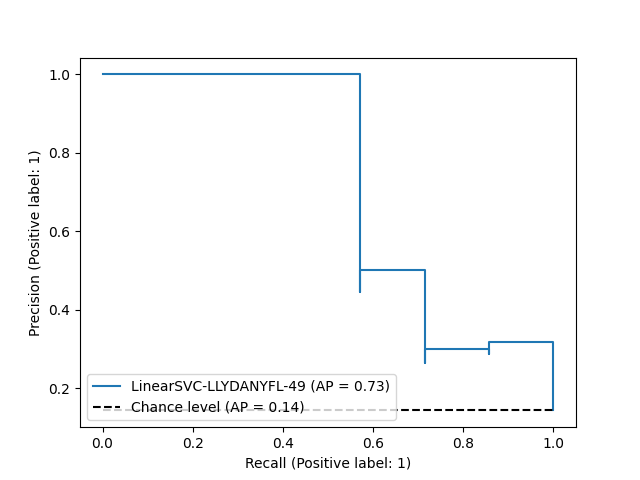 1.0
0.8
0.6
0.4
0.2
Precision (Positive label: 1)
LinearSVC-LLYDANYFL-49 (AP = 0.73)
Chance level (AP = 0.14)
0.0 0.2 0.4 0.6 0.8 1.0
Recall (Positive label: 1)